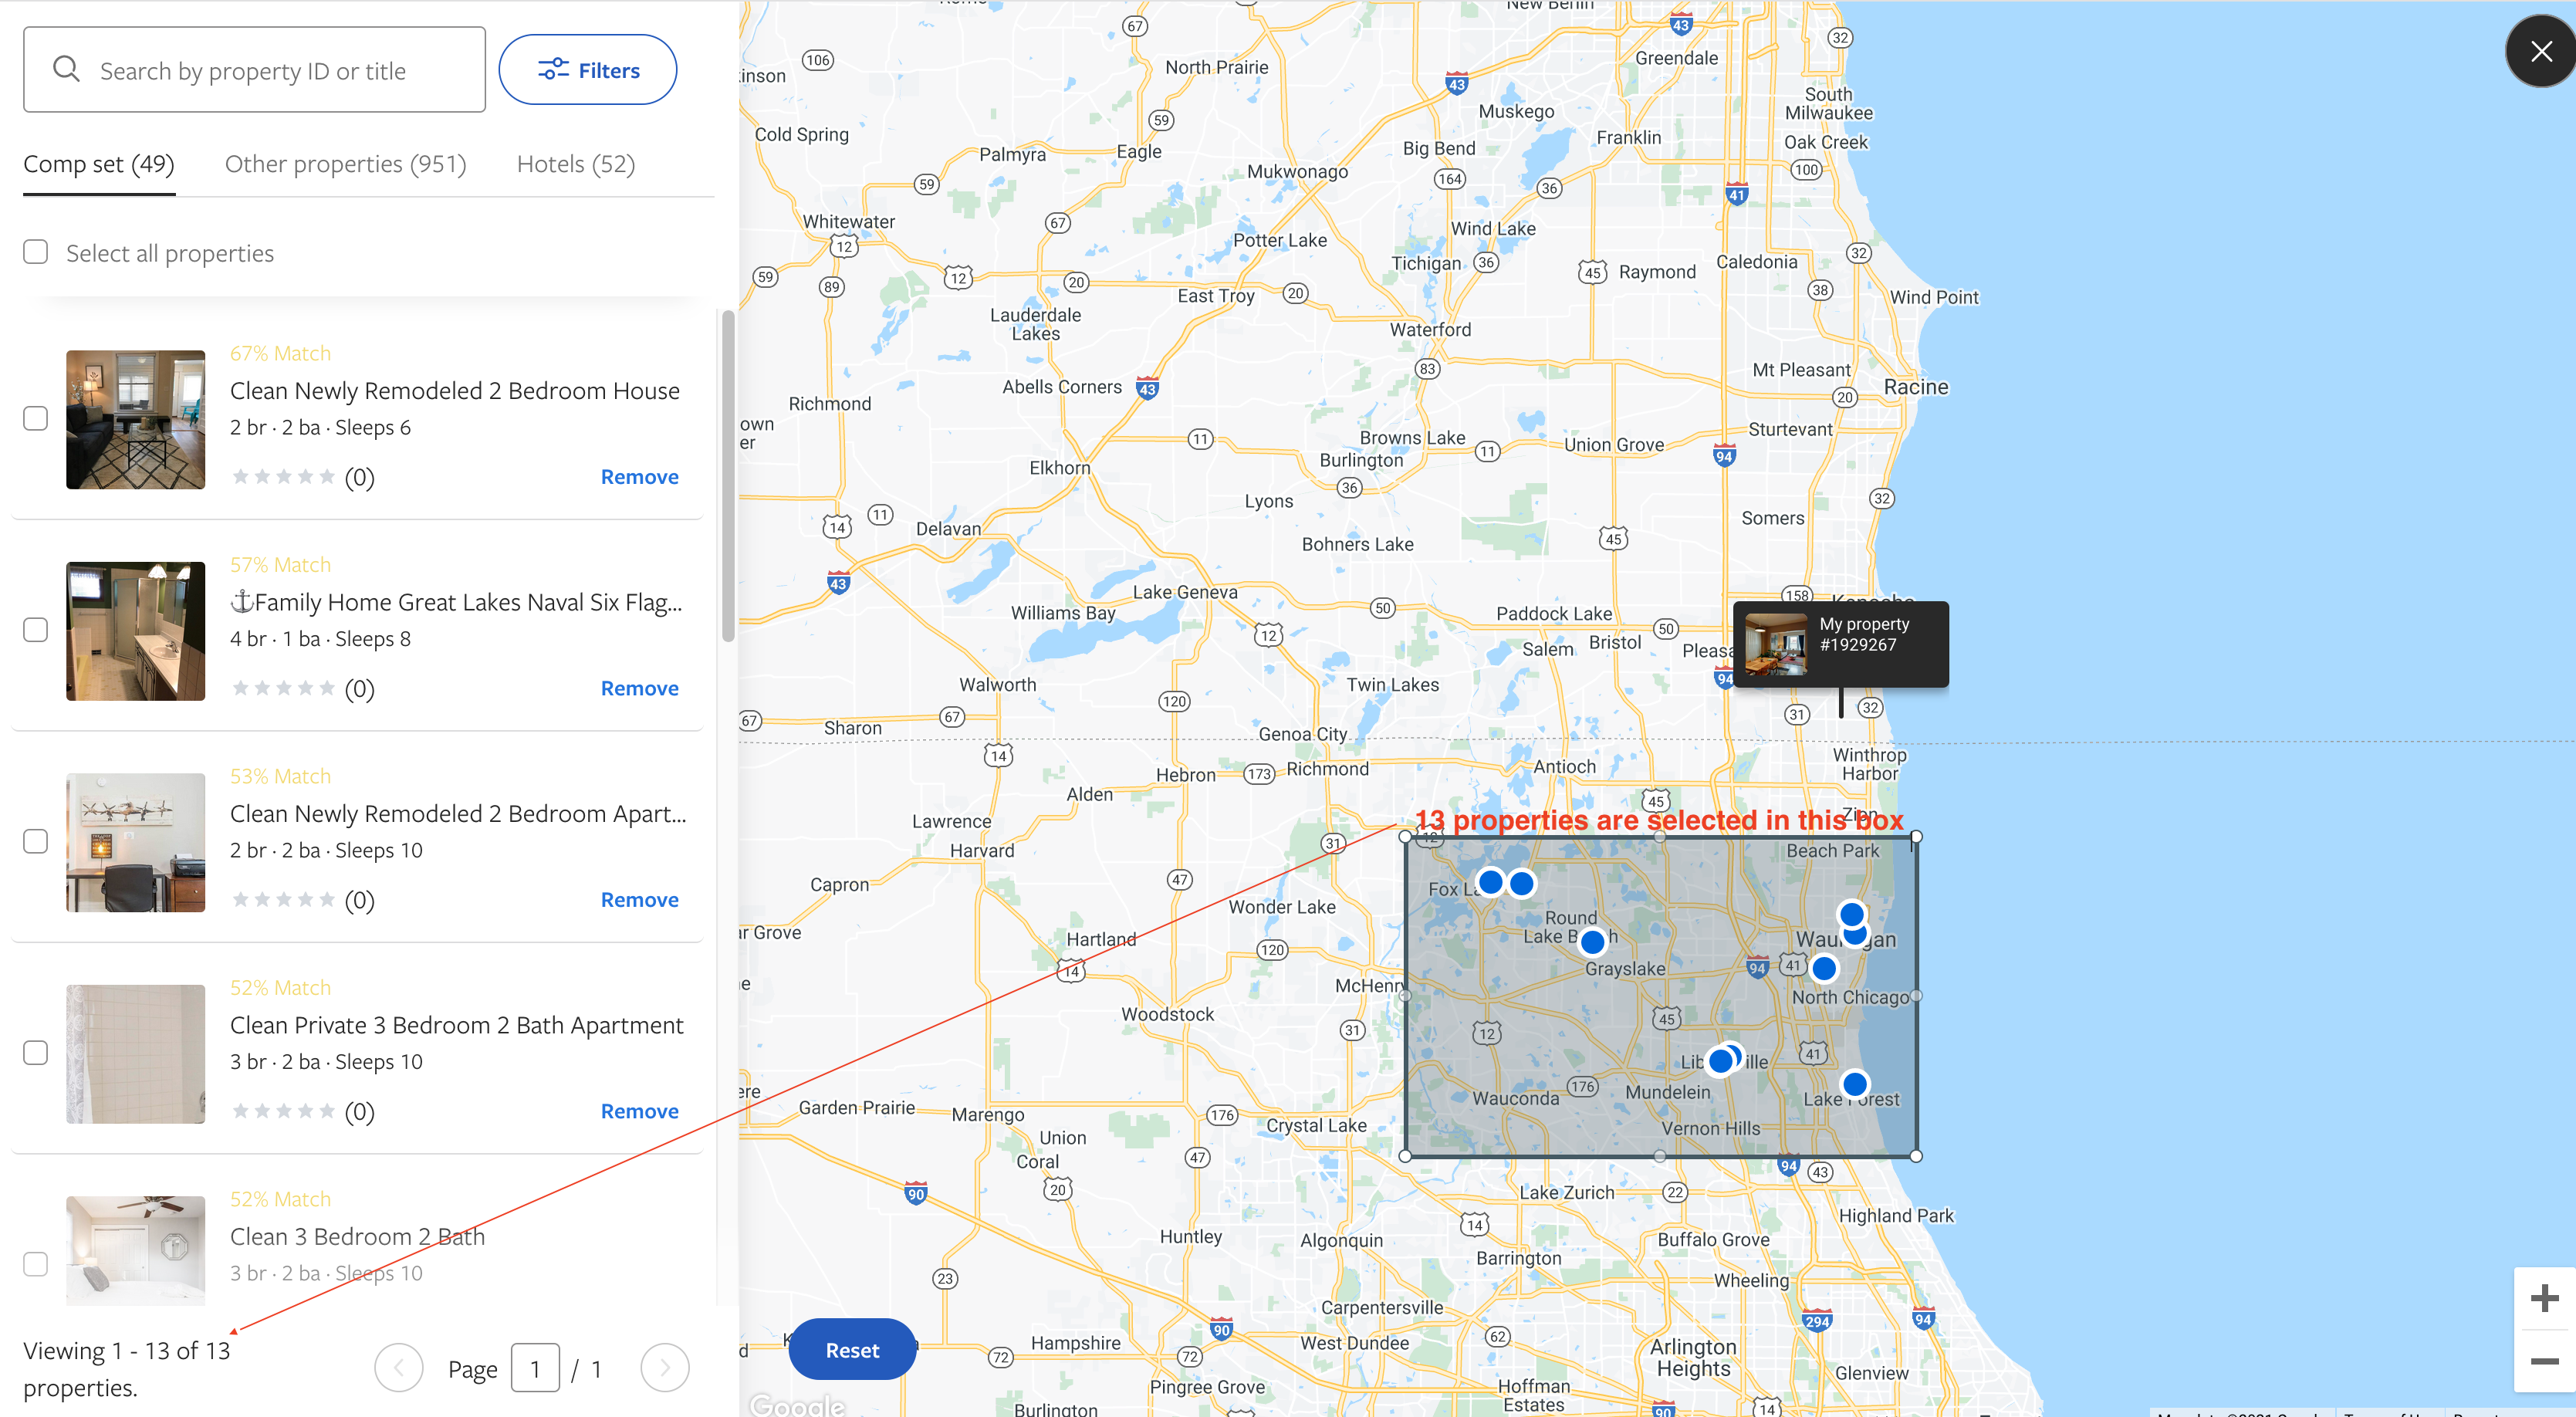 Search by property ID or title
Filters
Comp set (49)
Other properties (951)
Hotels (52)
Select all properties
67% Match
Clean Newly Remodeled 2 Bedroom House
2 br · 2 ba · Sleeps 6
(0)
Remove
57% Match
⚓Family Home Great Lakes Naval Six Flag...
4 br · 1 ba · Sleeps 8
(0)
Remove
53% Match
Clean Newly Remodeled 2 Bedroom Apart...
2 br · 2 ba · Sleeps 10
(0)
Remove
52% Match
Clean Private 3 Bedroom 2 Bath Apartment
3 br · 2 ba · Sleeps 10
(0)
Remove
52% Match
Clean 3 Bedroom 2 Bath
3 br · 2 ba · Sleeps 10
Viewing 1 - 13 of 13
properties.
Page 1 / 1
North Prairie
Greendale
Muskego
South
Milwaukee
Cold Spring
Palmyra
Eagle
Big Bend
Franklin
Oak Creek
Mukwonago
Whitewater
Potter Lake
Wind Lake
Tichigan
Raymond
Caledonia
East Troy
Wind Point
Lauderdale
Lakes
Waterford
Abells Corners
Mt Pleasant
Racine
Richmond
Browns Lake
Union Grove
Sturtevant
Elkhorn
Burlington
Lyons
Somers
Delavan
Bohners Lake
Lake Geneva
Williams Bay
Paddock Lake
Salem
Bristol
My property
#1929267
Walworth
Twin Lakes
Sharon
Genoa City
Winthrop
Harbor
Hebron
Richmond
Antioch
Alden
Zion
13 properties are selected in this box
Lawrence
Harvard
Beach Park
Capron
Wonder Lake
Round
Hartland
Grayslake
North Chicago
Woodstock
Wauconda
Mundelein
Garden Prairie
Marengo
Crystal Lake
Vernon Hills
Union
Coral
Lake Zurich
Highland Park
Huntley
Algonquin
Buffalo Grove
Barrington
Wheeling
Carpentersville
Reset
Hampshire
West Dundee
Arlington
Heights
Glenview
Pingree Grove
Hoffman
Estates
Burlington
Google